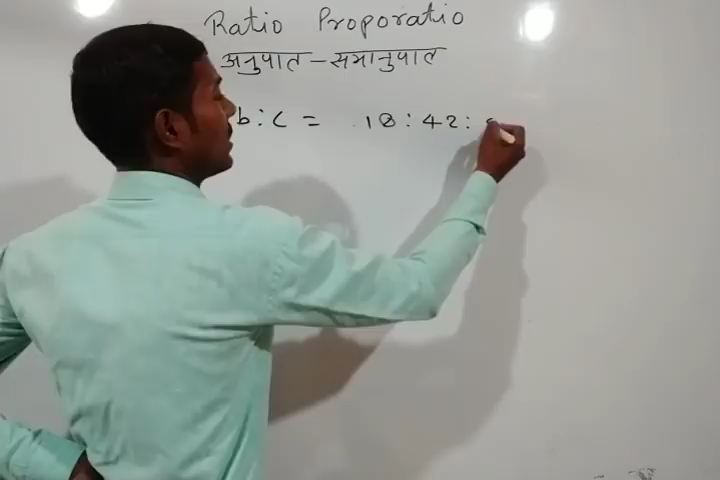 Ratio Proporatio
अनुपात - समानुपात
b : c = 18 : 42 :